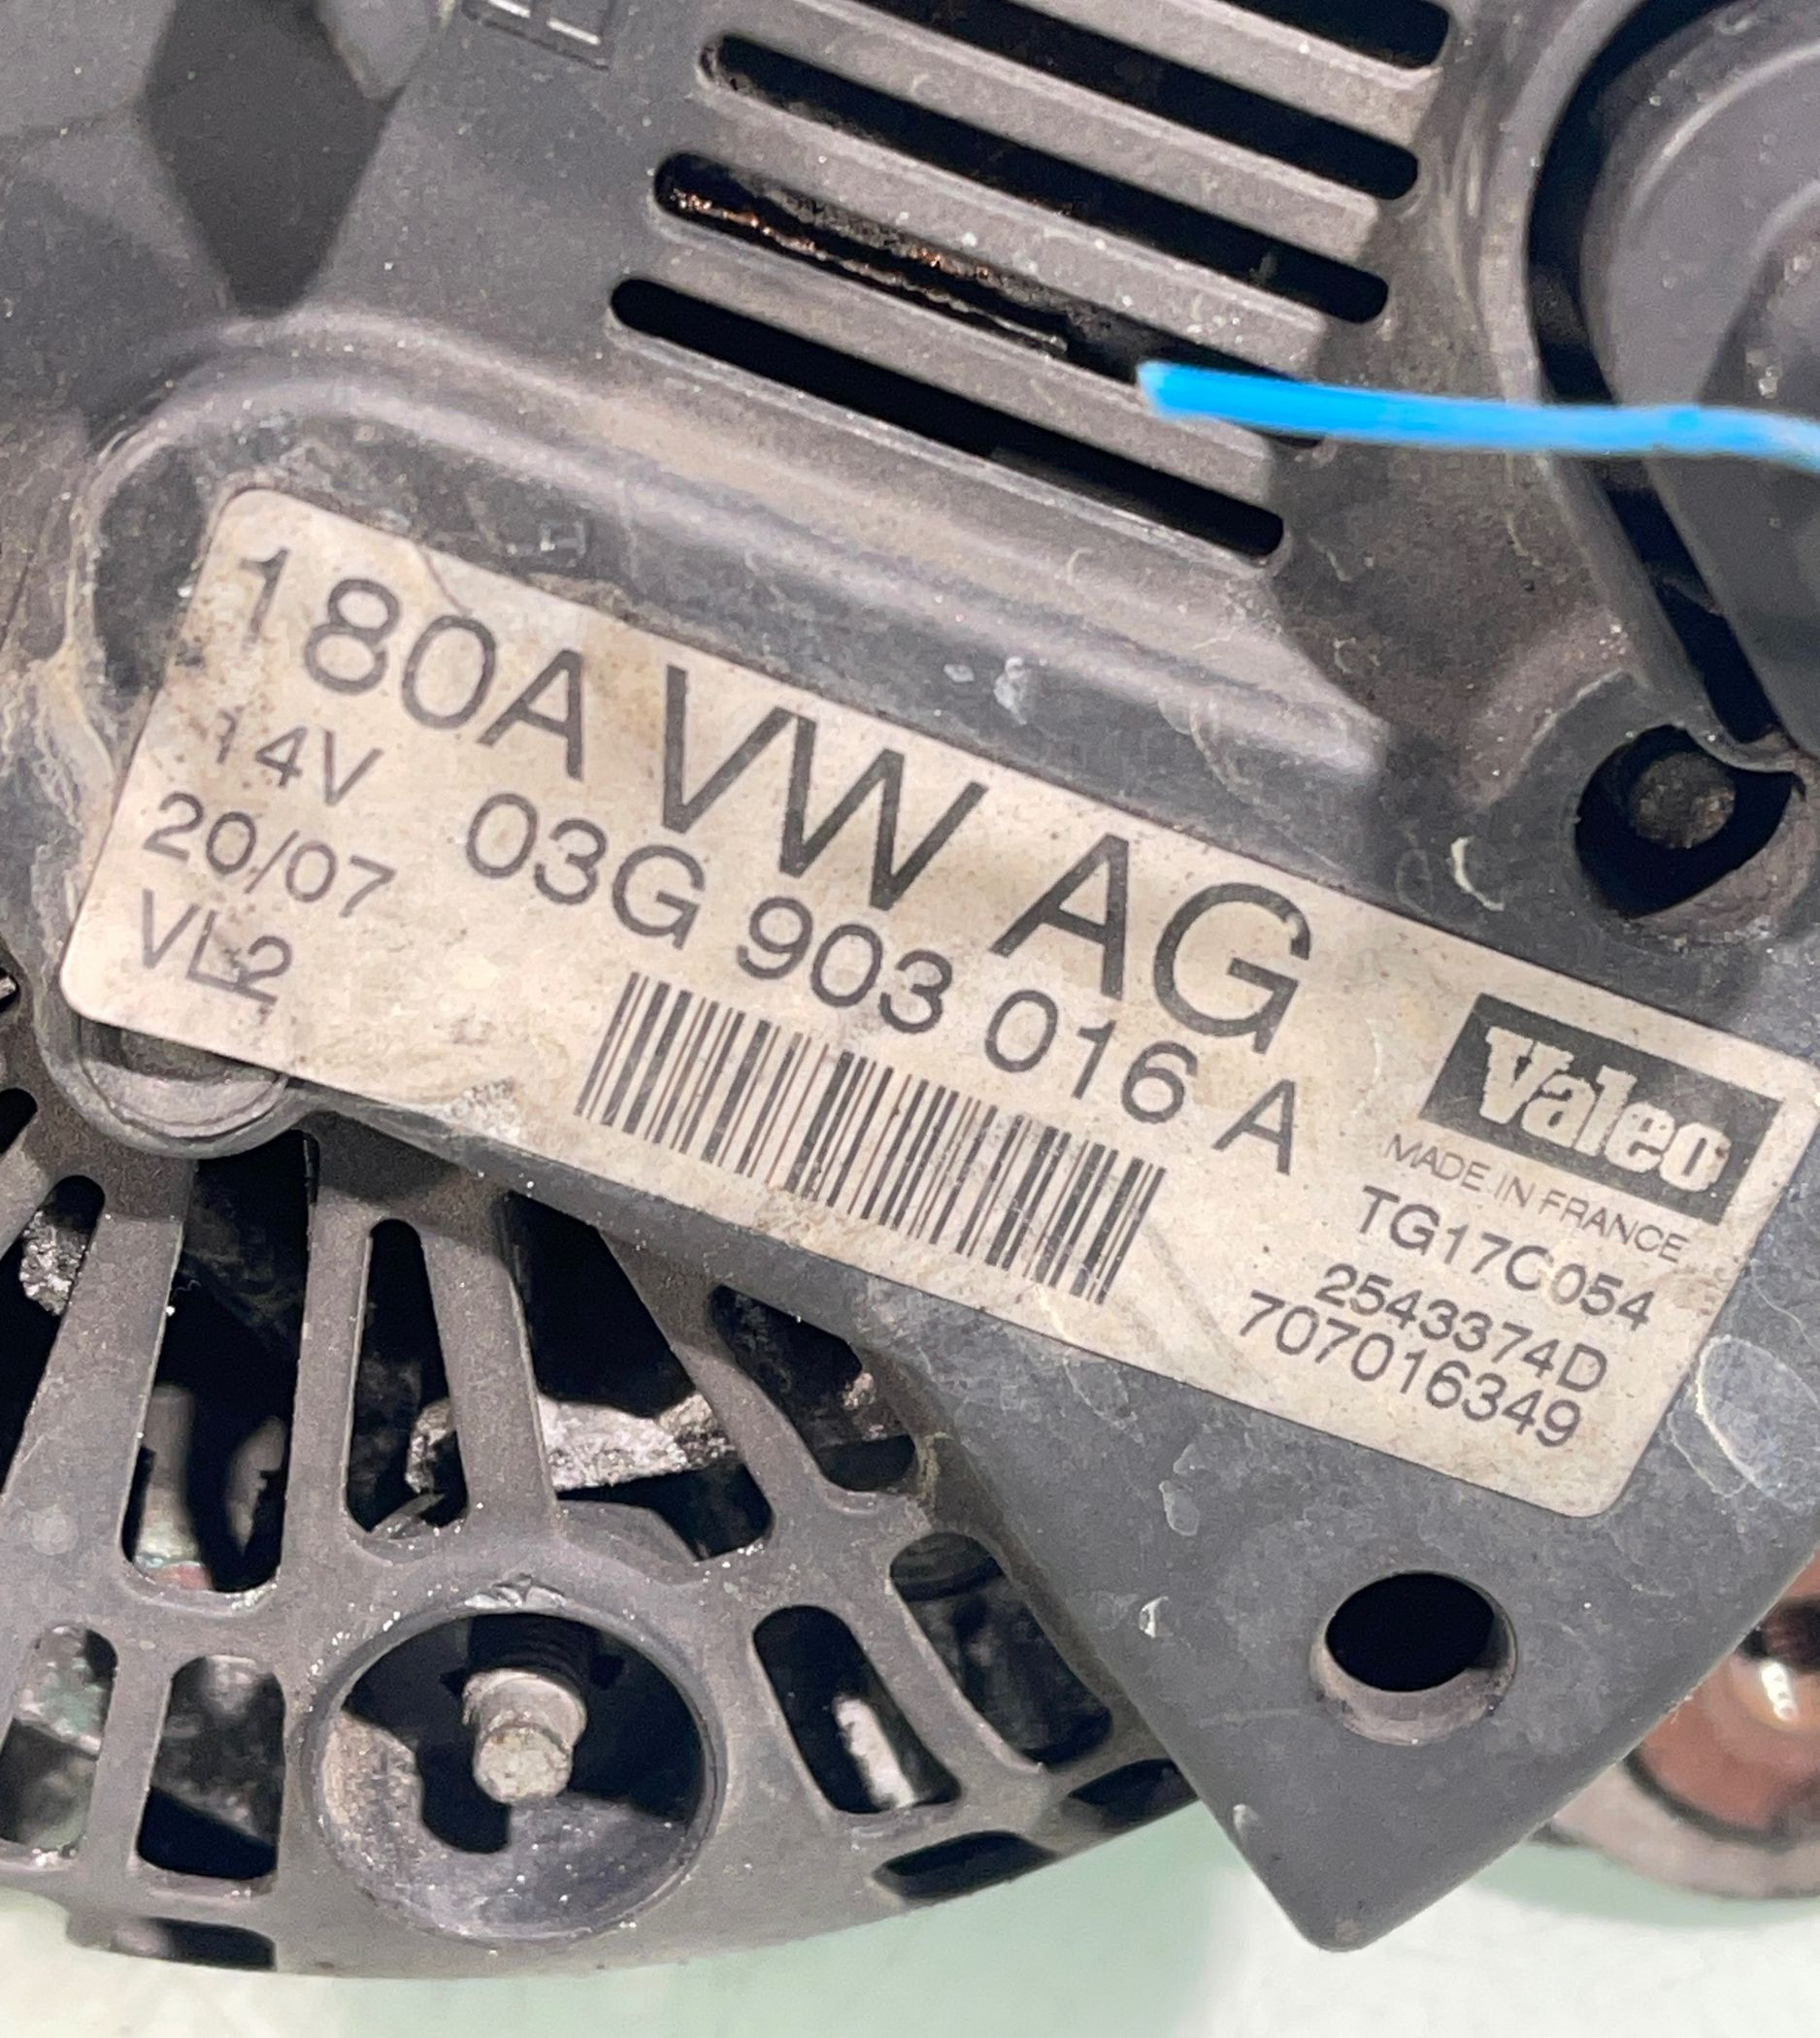 180A VW AG
14V 03G 903 016 A
20/07
VL2
Valeo
MADE IN FRANCE
TG17C054
2543374D
707016349